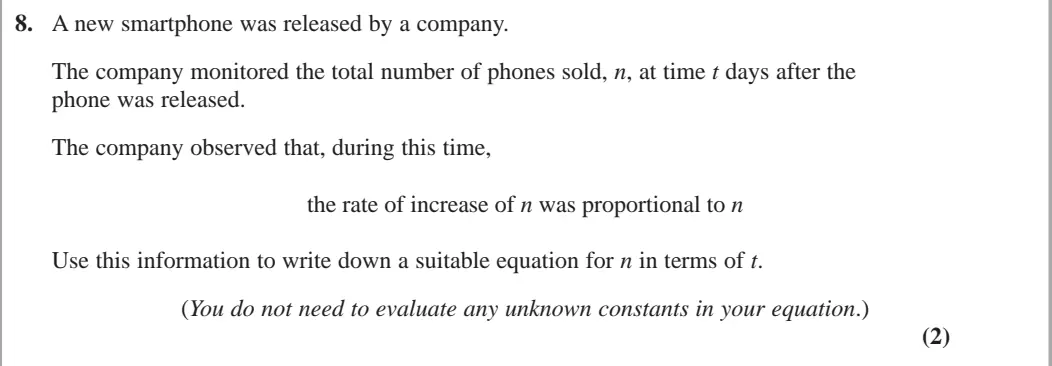 8. A new smartphone was released by a company.
The company monitored the total number of phones sold, n, at time t days after the
phone was released.
The company observed that, during this time,
the rate of increase of n was proportional to n
Use this information to write down a suitable equation for n in terms of t.
(You do not need to evaluate any unknown constants in your equation.)
(2)